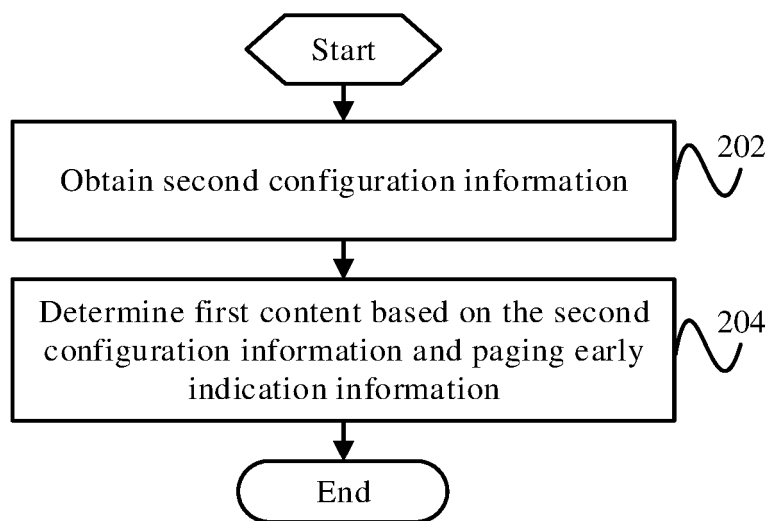 Start
202
Obtain second configuration information
204
Determine first content based on the second
configuration information and paging early
indication information
End